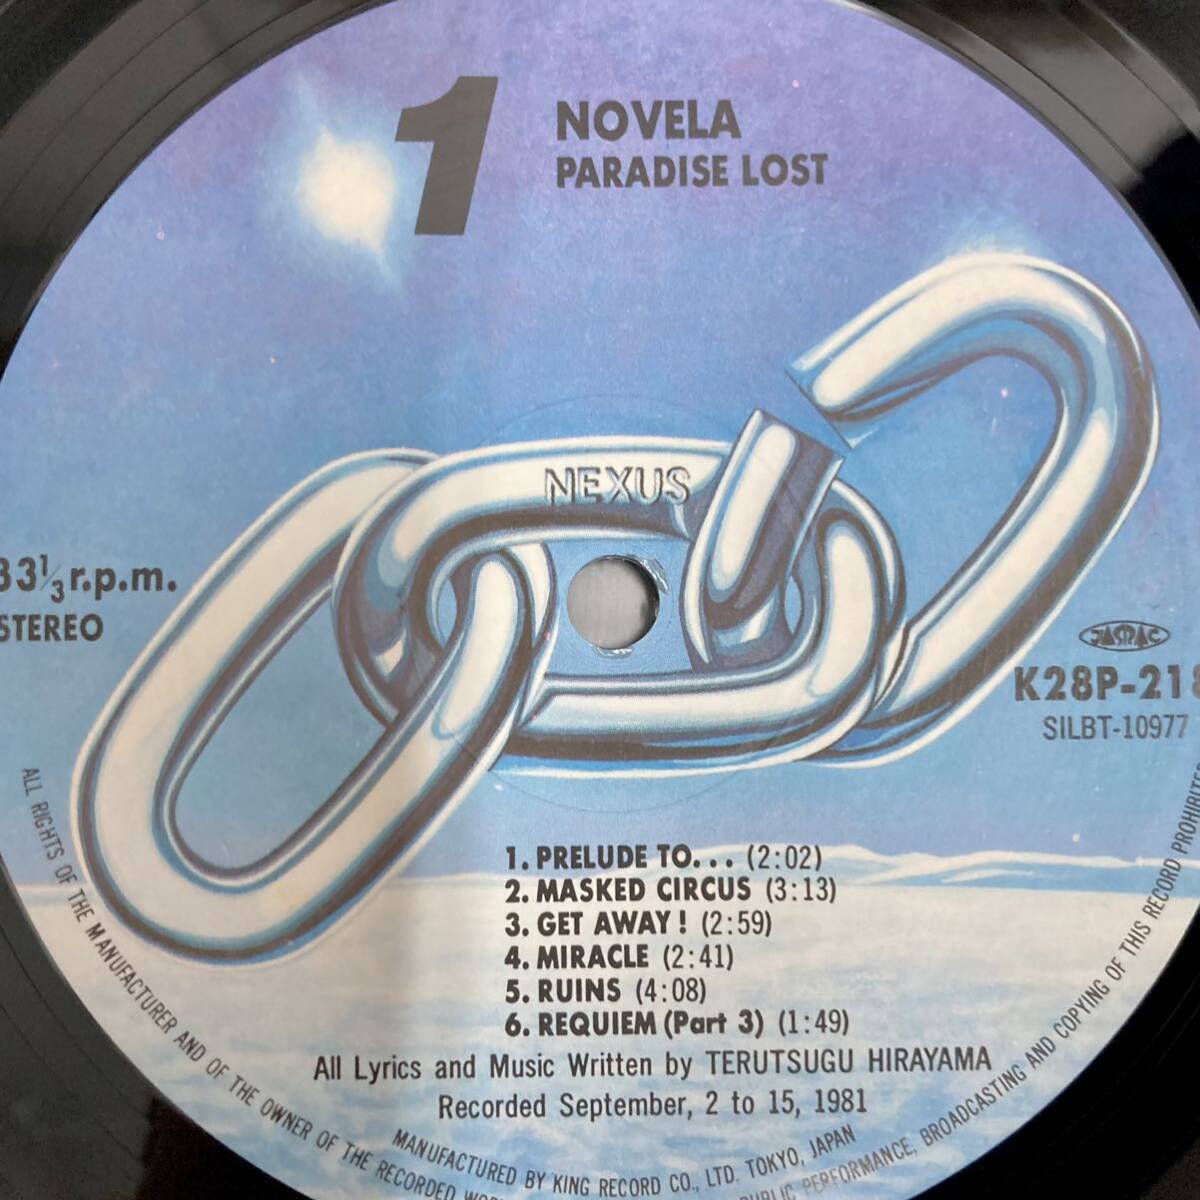 1
NOVELA
PARADISE LOST
NEXUS
33⅓ r.p.m.
STEREO
JASRAC
K28P-218
SILBT-10977
1. PRELUDE TO... (2:02)
2. MASKED CIRCUS (3:13)
3. GET AWAY! (2:59)
4. MIRACLE (2:41)
5. RUINS (4:08)
6. REQUIEM (Part 3) (1:49)
All Lyrics and Music Written by TERUTSUGU HIRAYAMA
Recorded September, 2 to 15, 1981
MANUFACTURED BY KING RECORD CO., LTD. TOKYO, JAPAN
ALL RIGHTS OF THE MANUFACTURER AND OF THE OWNER OF THE RECORDED
PUBLIC PERFORMANCE, BROADCASTING AND COPYING OF THIS RECORD PROHIBITED